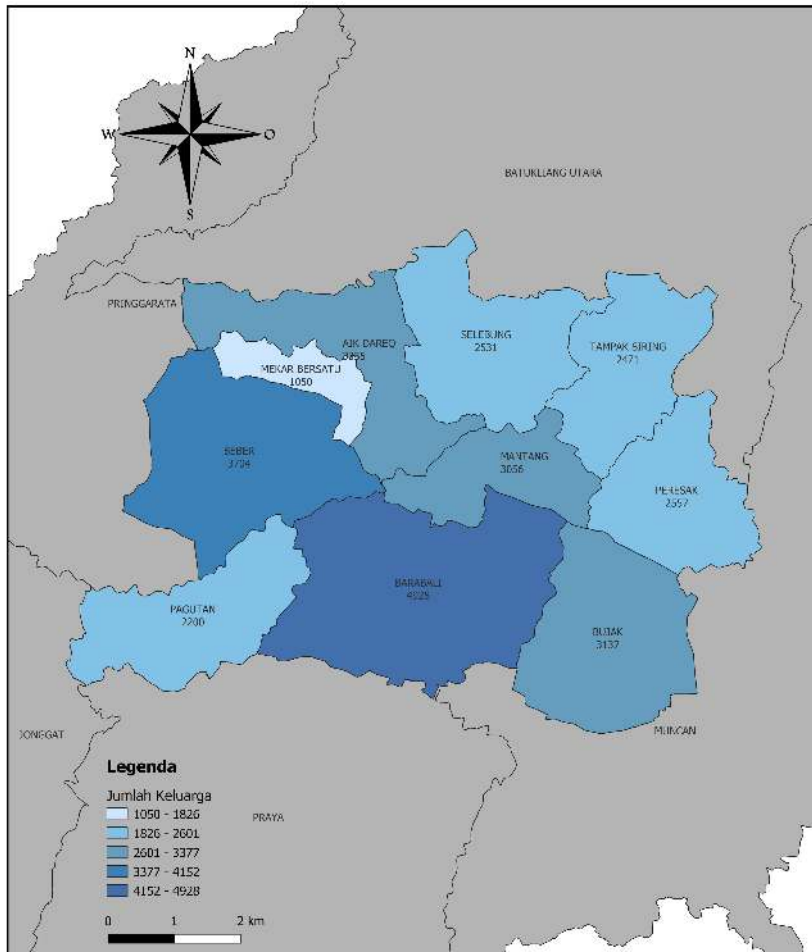 N
W
O
S
BATUKLIANG UTARA
PRINGGARATA
AIK DAREQ
SELEBUNG
2531
TAMPAK SIRING
2471
MEKAR BERSATU
1050
BEBER
3704
MANTANG
3056
PERESAK
2557
BARABALI
4928
PAGUTAN
2200
BUJAK
3137
JONGGAT
MUNCAN
PRAYA
Legenda
Jumlah Keluarga
1050 - 1826
1826 - 2601
2601 - 3377
3377 - 4152
4152 - 4928
0 1 2 km